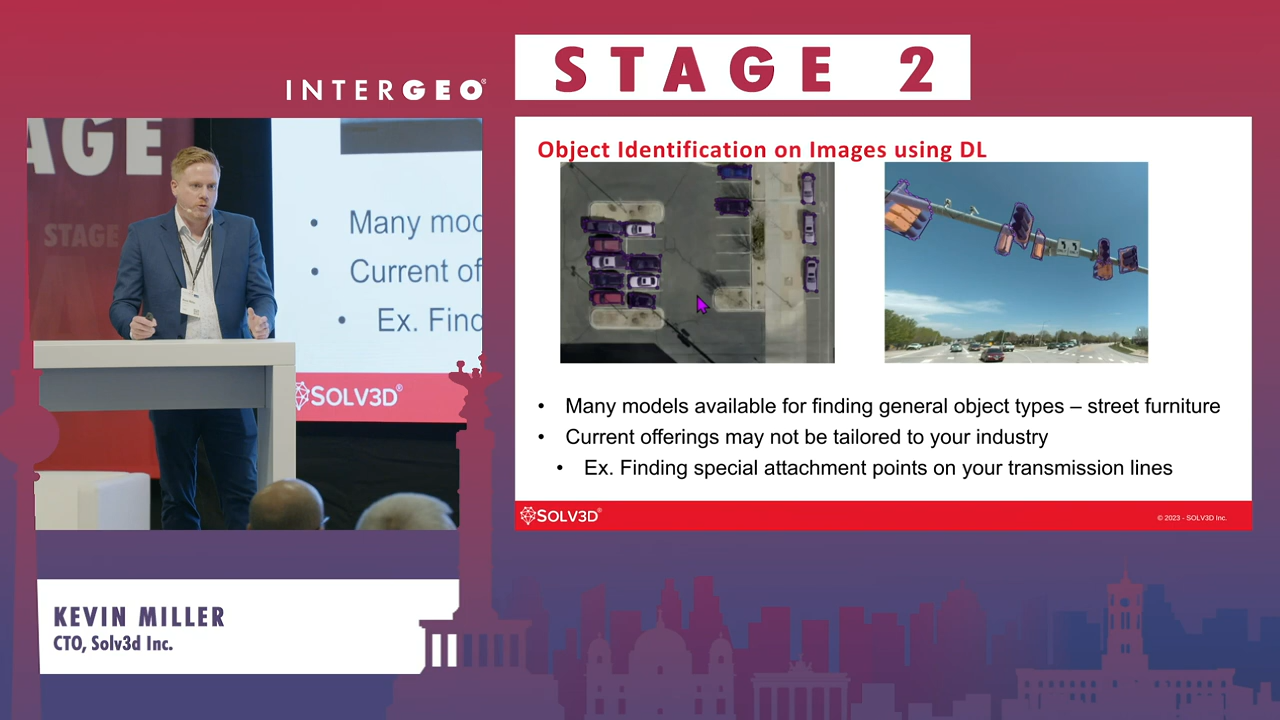 STAGE 2
INTERGEO®
AGE
STAGE
• Many mod
• Current of
• Ex. Find
SOLV3D®
Object Identification on Images using DL
• Many models available for finding general object types – street furniture
• Current offerings may not be tailored to your industry
• Ex. Finding special attachment points on your transmission lines
SOLV3D®
© 2023 - SOLV3D Inc.
KEVIN MILLER
CTO, Solv3d Inc.